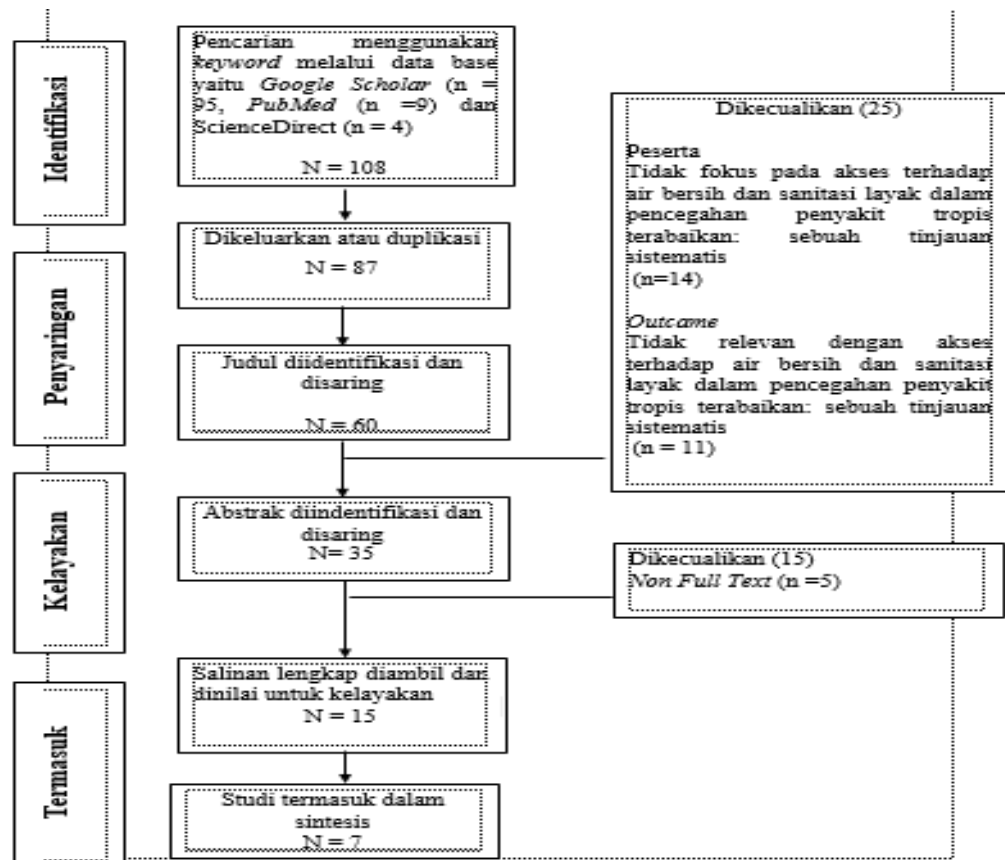 Identifikasi
Pencarian menggunakan
keyword melalui data base
yaitu Google Scholar (n =
95, PubMed (n =9) dan
ScienceDirect (n = 4)
N = 108
Dikeluarkan atau duplikasi
N = 87
Penyaringan
Judul diidentifikasi dan
disaring
N = 60
Dikecualikan (25)
Peserta
Tidak fokus pada akses terhadap
air bersih dan sanitasi layak dalam
pencegahan penyakit tropis
terabaikan: sebuah tinjauan
sistematis
(n=14)
Outcame
Tidak relevan dengan akses
terhadap air bersih dan sanitasi
layak dalam pencegahan penyakit
tropis terabaikan: sebuah tinjauan
sistematis
(n = 11)
Kelayakan
Abstrak diindentifikasi dan
disaring
N= 35
Dikecualikan (15)
Non Full Text (n =5)
Termasuk
Salinan lengkap diambil dan
dinilai untuk kelayakan
N = 15
Studi termasuk dalam
sintesis
N = 7